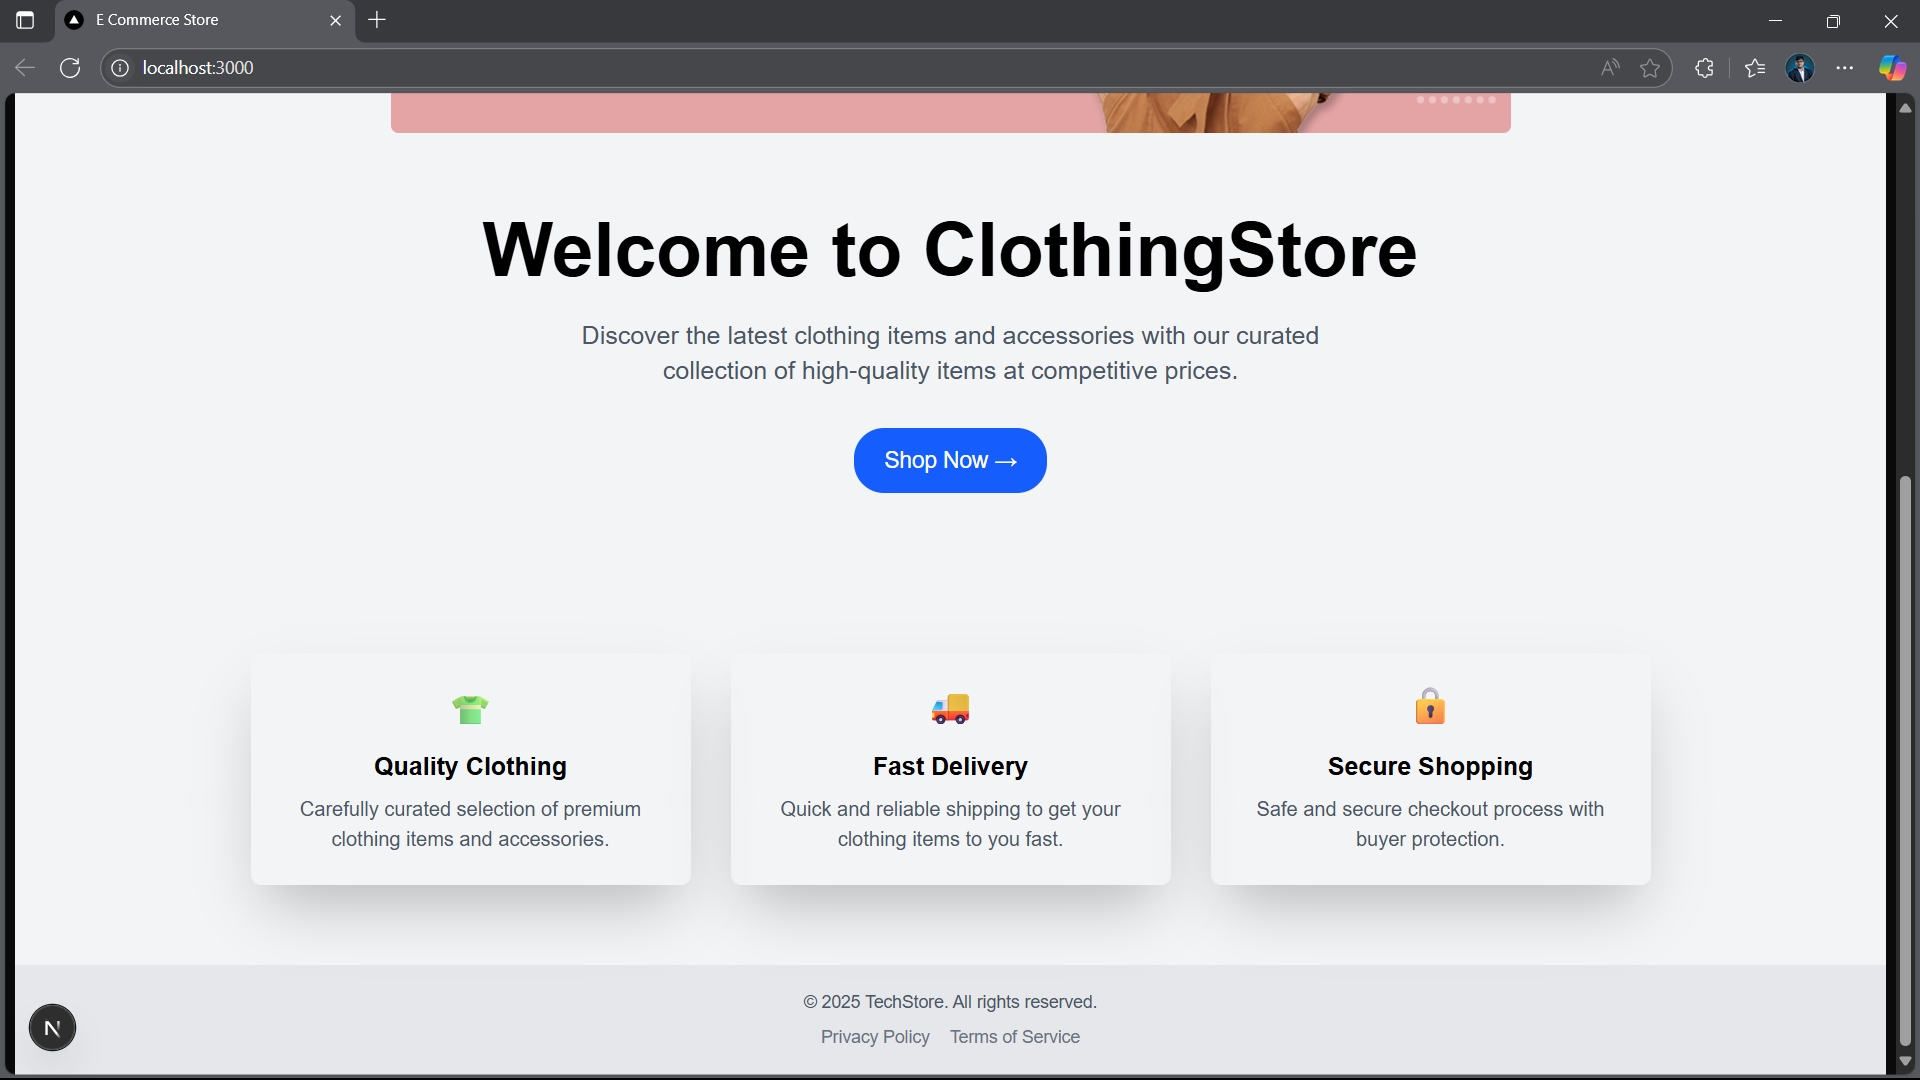 E Commerce Store
localhost:3000
Welcome to ClothingStore
Discover the latest clothing items and accessories with our curated
collection of high-quality items at competitive prices.
Shop Now →
Quality Clothing
Carefully curated selection of premium
clothing items and accessories.
Fast Delivery
Quick and reliable shipping to get your
clothing items to you fast.
Secure Shopping
Safe and secure checkout process with
buyer protection.
© 2025 TechStore. All rights reserved.
Privacy Policy Terms of Service
N